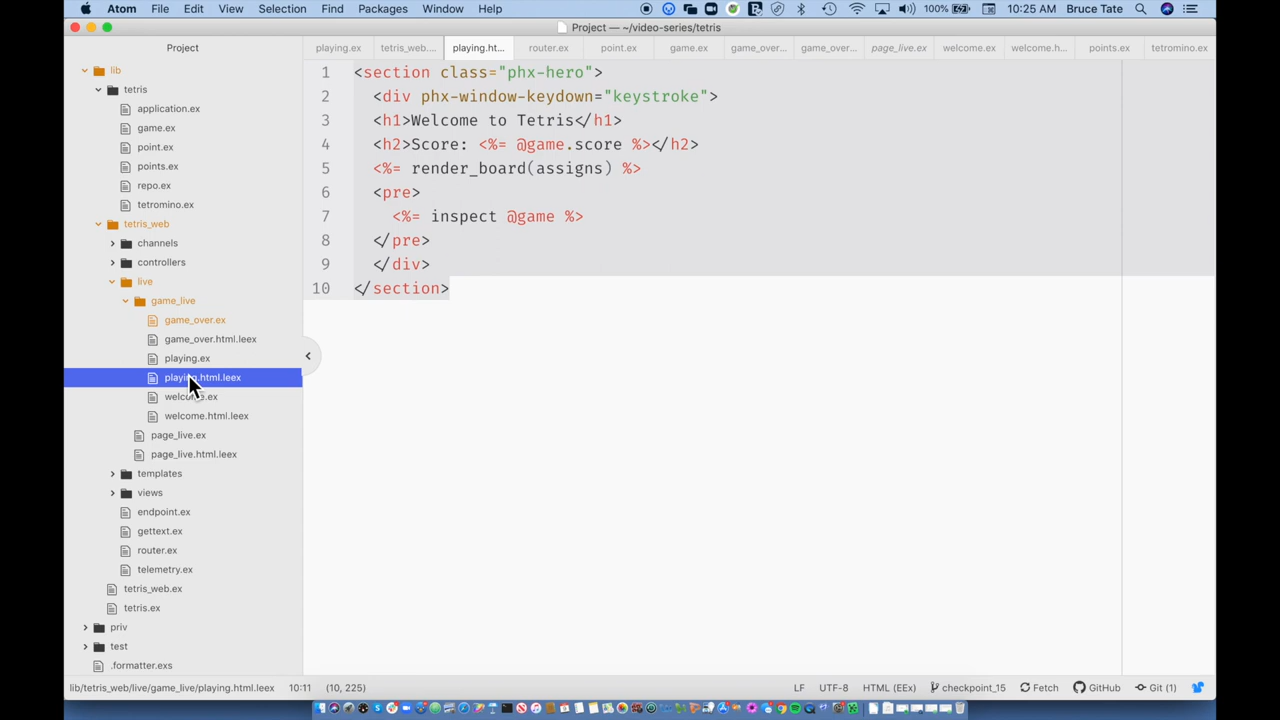 Atom File Edit View Selection Find Packages Window Help 100% 10:25 AM Bruce Tate
Project — ~/video-series/tetris
Project
playing.ex tetris_web.... playing.ht... router.ex point.ex game.ex game_over... game_over... page_live.ex welcome.ex welcome.h... points.ex tetromino.ex
lib
tetris
application.ex
game.ex
point.ex
points.ex
repo.ex
tetromino.ex
tetris_web
channels
controllers
live
game_live
game_over.ex
game_over.html.leex
playing.ex
playing.html.leex
welcome.ex
welcome.html.leex
page_live.ex
page_live.html.leex
templates
views
endpoint.ex
gettext.ex
router.ex
telemetry.ex
tetris_web.ex
tetris.ex
priv
test
.formatter.exs
1 <section class="phx-hero">
2 <div phx-window-keydown="keystroke">
3 <h1>Welcome to Tetris</h1>
4 <h2>Score: <%= @game.score %></h2>
5 <%= render_board(assigns) %>
6 <pre>
7 <%= inspect @game %>
8 </pre>
9 </div>
10 </section>
lib/tetris_web/live/game_live/playing.html.leex 10:11 (10, 225) LF UTF-8 HTML (EEx) checkpoint_15 Fetch GitHub Git (1)